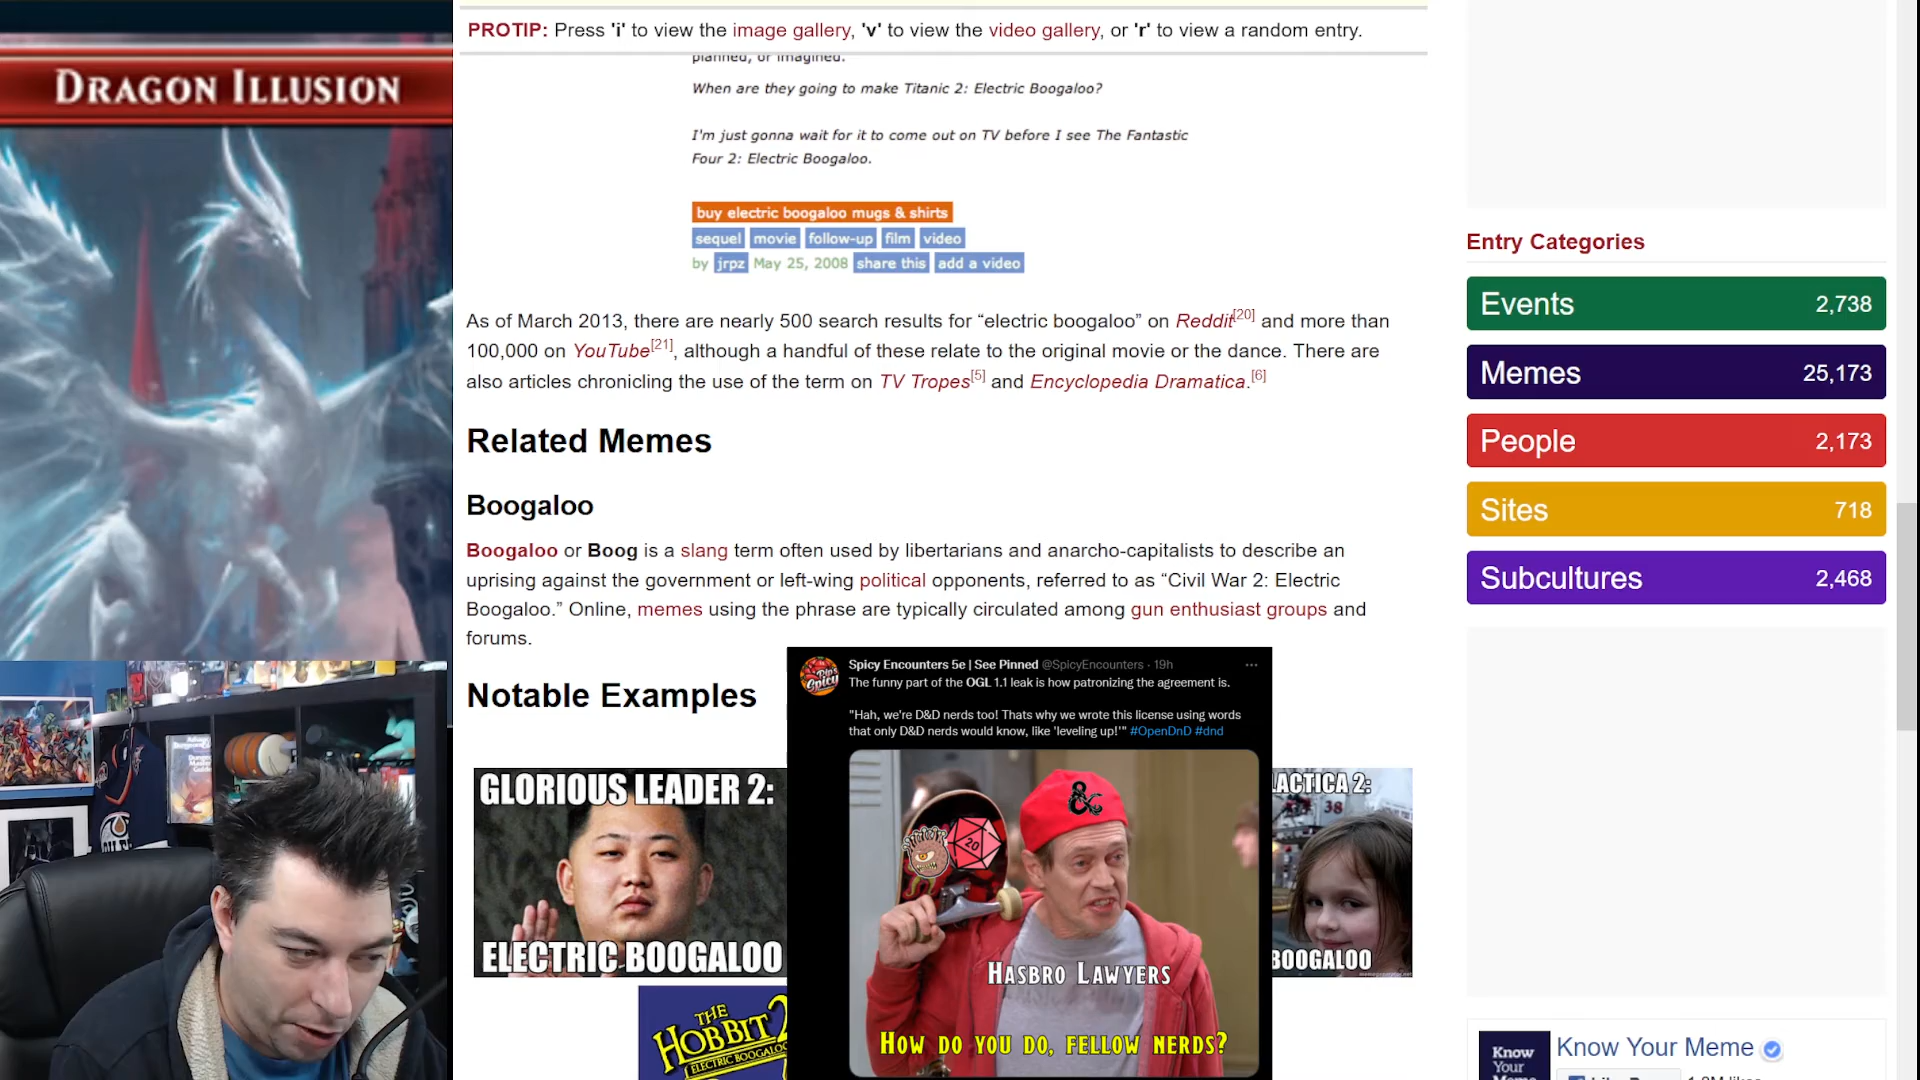 DRAGON ILLUSION
PROTIP: Press 'i' to view the image gallery, 'v' to view the video gallery, or 'r' to view a random entry.
planned, or imagined.
When are they going to make Titanic 2: Electric Boogaloo?
I'm just gonna wait for it to come out on TV before I see The Fantastic
Four 2: Electric Boogaloo.
buy electric boogaloo mugs & shirts
sequel movie follow-up film video
by jrpz May 25, 2008 share this add a video
As of March 2013, there are nearly 500 search results for “electric boogaloo” on Reddit[20] and more than
100,000 on YouTube[21], although a handful of these relate to the original movie or the dance. There are
also articles chronicling the use of the term on TV Tropes[5] and Encyclopedia Dramatica.[6]
Related Memes
Boogaloo
Boogaloo or Boog is a slang term often used by libertarians and anarcho-capitalists to describe an
uprising against the government or left-wing political opponents, referred to as “Civil War 2: Electric
Boogaloo.” Online, memes using the phrase are typically circulated among gun enthusiast groups and
forums.
Notable Examples
GLORIOUS LEADER 2:
ELECTRIC BOOGALOO
Spicy Encounters 5e | See Pinned @SpicyEncounters · 19h
The funny part of the OGL 1.1 leak is how patronizing the agreement is.
"Hah, we're D&D nerds too! Thats why we wrote this license using words
that only D&D nerds would know, like 'leveling up!'" #OpenDnD #dnd
20
HASBRO LAWYERS
HOW DO YOU DO, FELLOW NERDS?
LACTICA 2:
38
BOOGALOO
THE
HOBBIT 2
ELECTRIC BOOGALOO
Entry Categories
Events 2,738
Memes 25,173
People 2,173
Sites 718
Subcultures 2,468
Know
Your
Know Your Meme